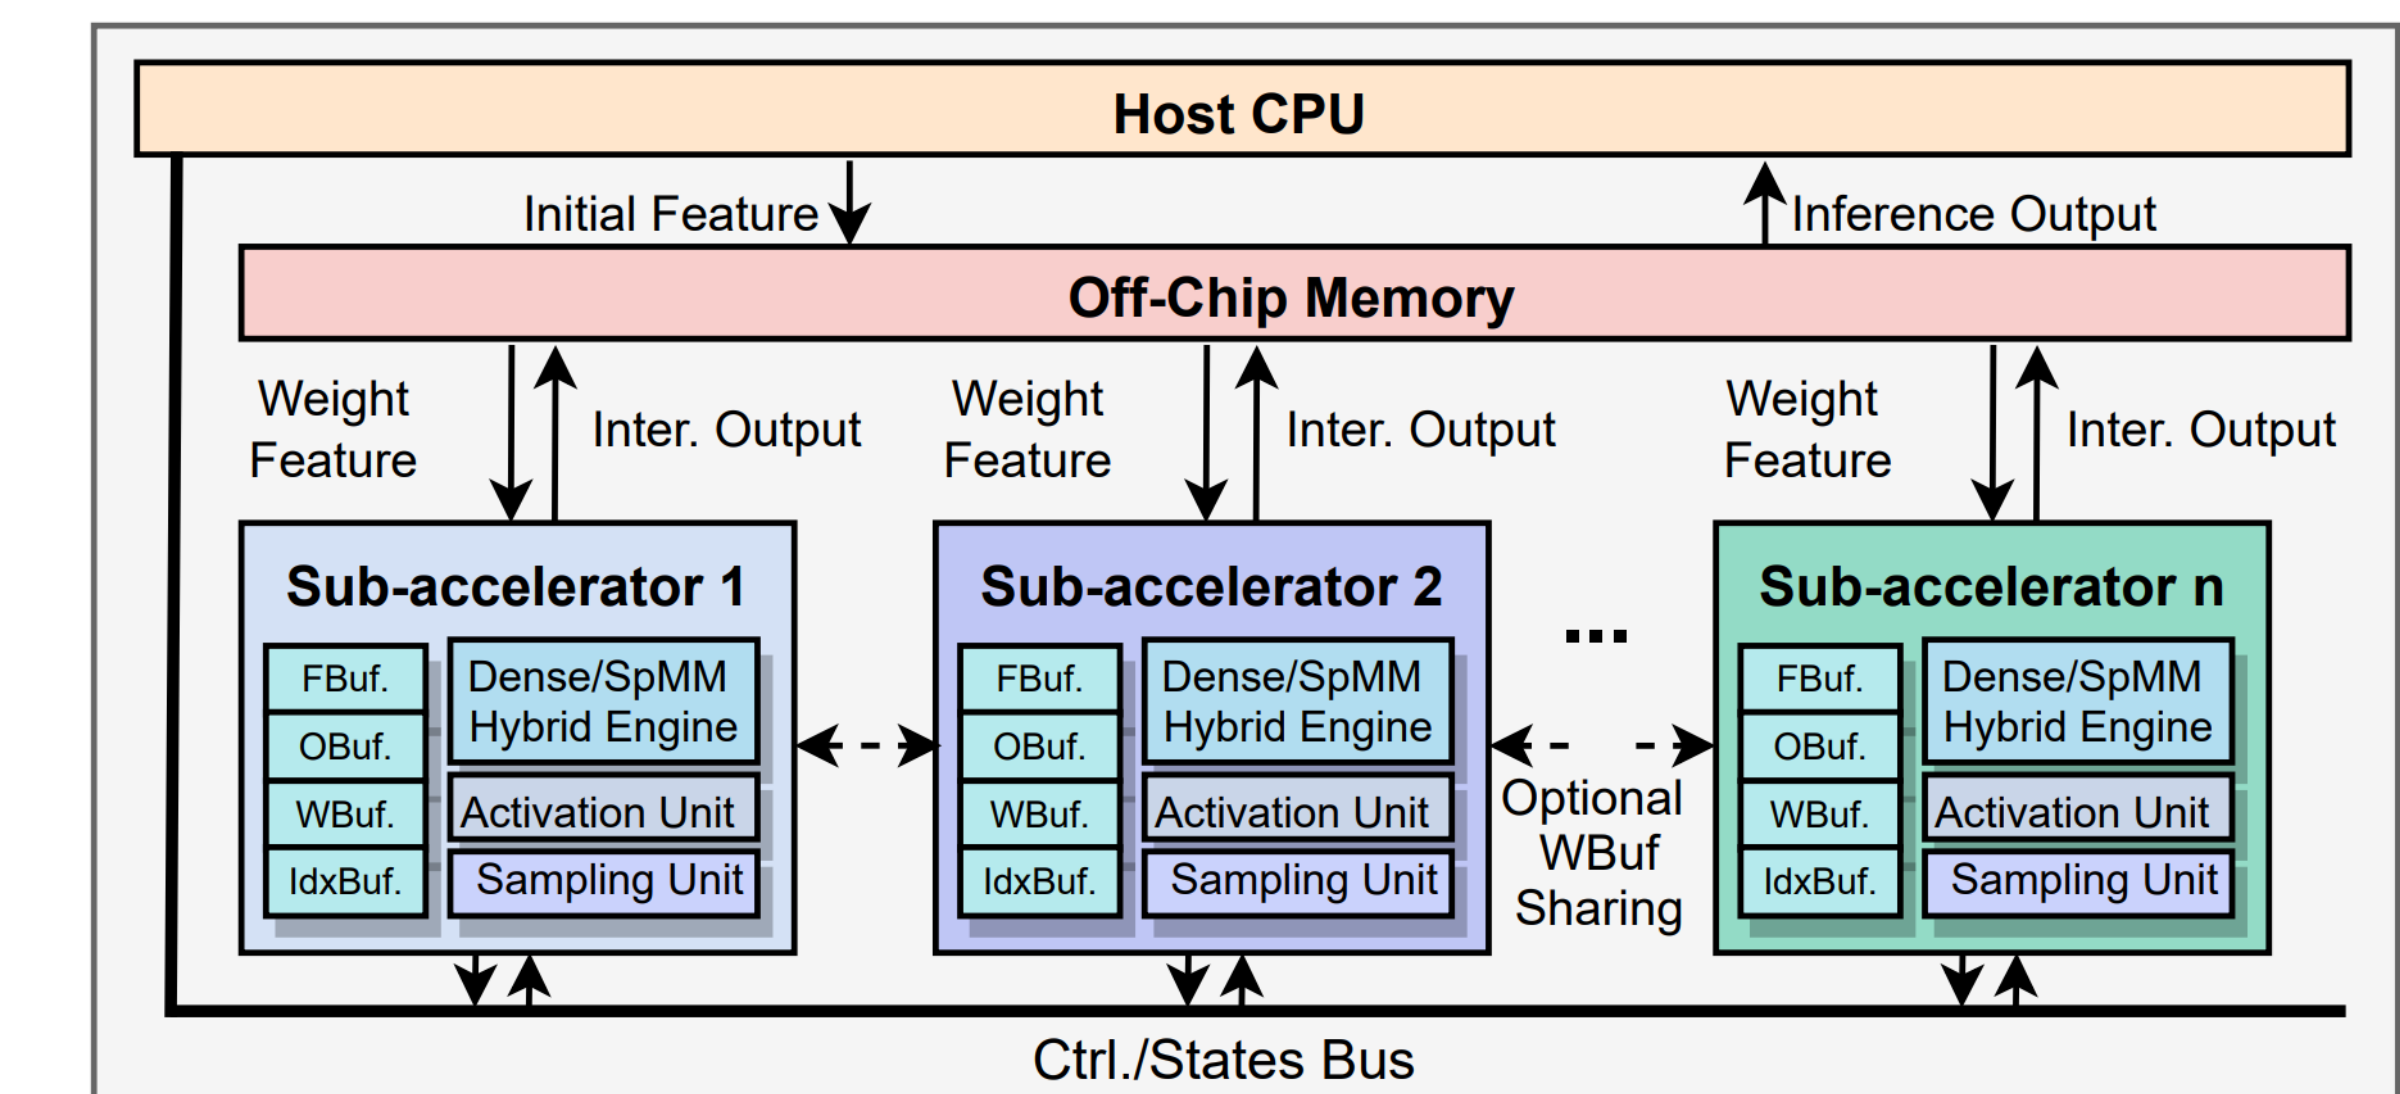 Host CPU
Initial Feature
Inference Output
Off-Chip Memory
Weight
Feature
Inter. Output
Weight
Feature
Inter. Output
Weight
Feature
Inter. Output
Sub-accelerator 1
FBuf.
OBuf.
WBuf.
IdxBuf.
Dense/SpMM
Hybrid Engine
Activation Unit
Sampling Unit
Sub-accelerator 2
FBuf.
OBuf.
WBuf.
IdxBuf.
Dense/SpMM
Hybrid Engine
Activation Unit
Sampling Unit
...
Optional
WBuf
Sharing
Sub-accelerator n
FBuf.
OBuf.
WBuf.
IdxBuf.
Dense/SpMM
Hybrid Engine
Activation Unit
Sampling Unit
Ctrl./States Bus